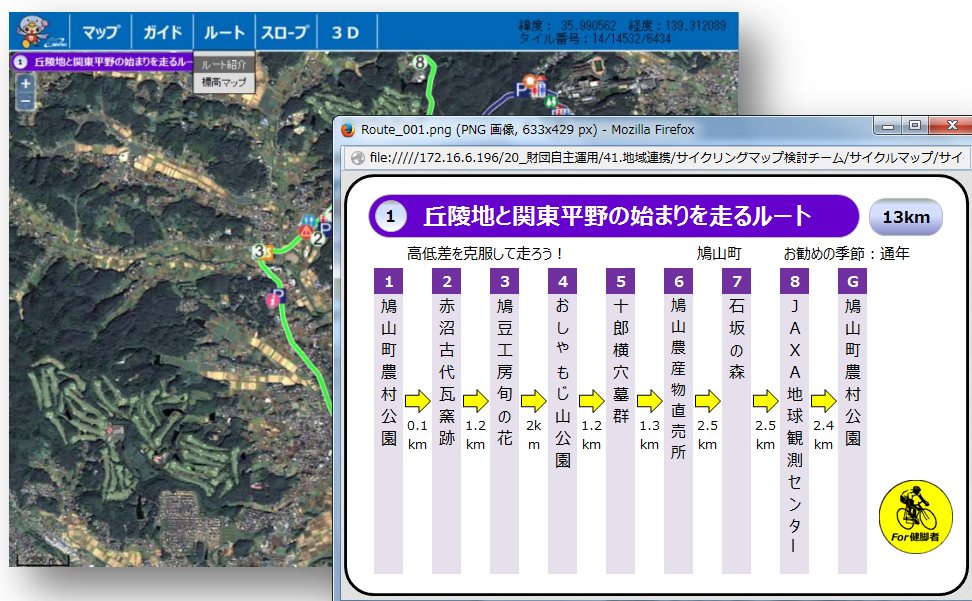 マップ ガイド ルート スロープ 3D
緯度： 35.990562 経度：139.312089
タイル番号：14/14532/6434
1 丘陵地と関東平野の始まりを走るルー
ルート紹介
標高マップ
+
−
8
P
2
P
3
P
i
Route_001.png (PNG 画像, 633x429 px) - Mozilla Firefox
file://///172.16.6.196/20_財団自主運用/41.地域連携/サイクリングマップ検討チーム/サイクルマップ/サイ
1 丘陵地と関東平野の始まりを走るルート 13km
高低差を克服して走ろう！ 鳩山町 お勧めの季節：通年
1 鳩山町農村公園
0.1km
2 赤沼古代瓦窯跡
1.2km
3 鳩豆工房旬の花
2km
4 おしゃもじ山公園
1.2km
5 十郎横穴墓群
1.3km
6 鳩山農産物直売所
2.5km
7 石坂の森
2.5km
8 JAXA地球観測センター
2.4km
G 鳩山町農村公園
For健脚者